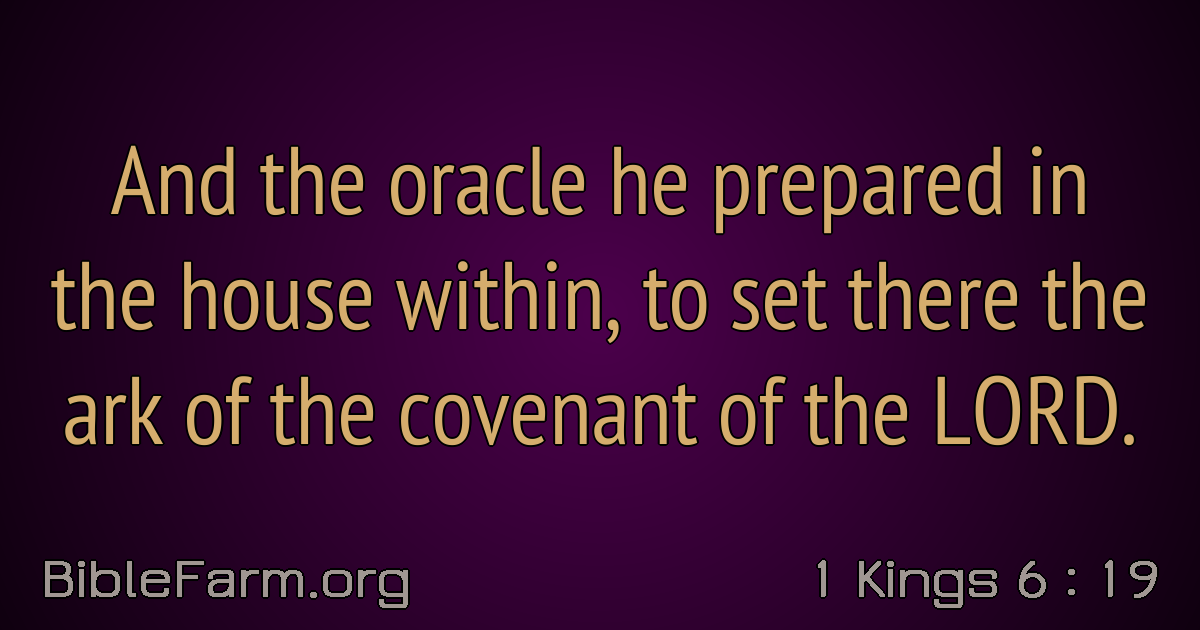 And the oracle he prepared in
the house within, to set there the
ark of the covenant of the LORD.
BibleFarm.org
1 Kings 6 : 19